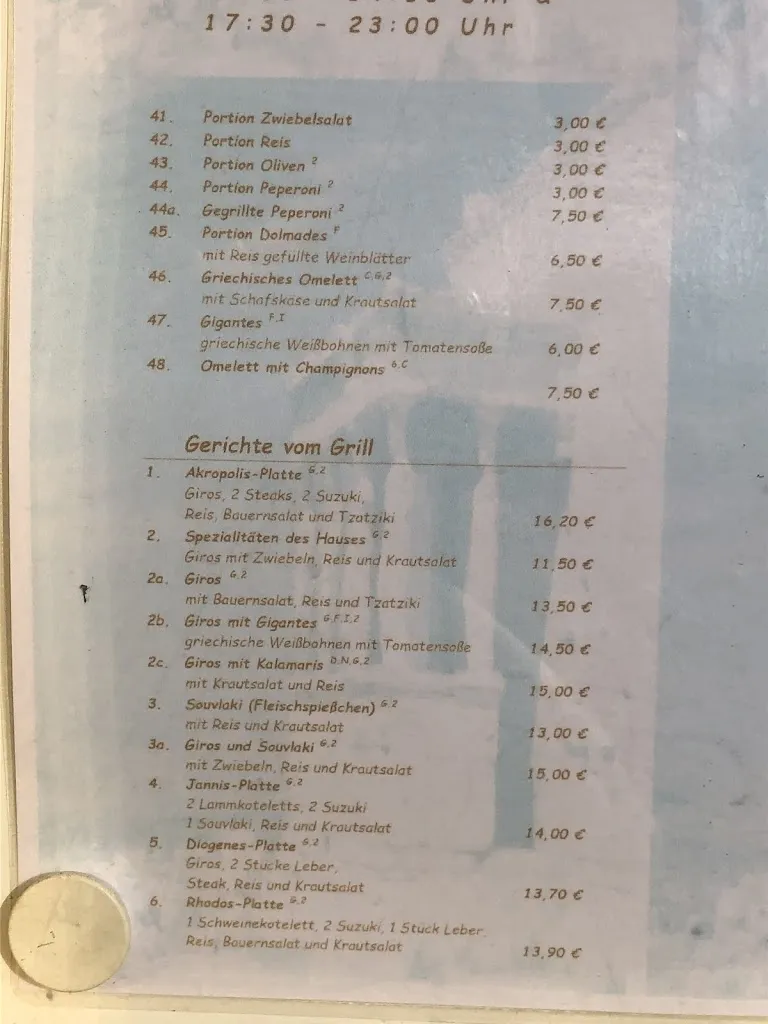 17:30 - 23:00 Uhr
41. Portion Zwiebelsalat 3,00 €
42. Portion Reis 3,00 €
43. Portion Oliven ² 3,00 €
44. Portion Peperoni ² 3,00 €
44a. Gegrillte Peperoni ² 7,50 €
45. Portion Dolmades F
mit Reis gefüllte Weinblätter 6,50 €
46. Griechisches Omelett C,G,2
mit Schafskäse und Krautsalat 7,50 €
47. Gigantes F,I
griechische Weißbohnen mit Tomatensoße 6,00 €
48. Omelett mit Champignons 6,C
7,50 €
Gerichte vom Grill
1. Akropolis-Platte G,2
Giros, 2 Steaks, 2 Suzuki,
Reis, Bauernsalat und Tzatziki 16,20 €
2. Spezialitäten des Hauses G,2
Giros mit Zwiebeln, Reis und Krautsalat 11,50 €
2a. Giros G,2
mit Bauernsalat, Reis und Tzatziki 13,50 €
2b. Giros mit Gigantes G,F,I,2
griechische Weißbohnen mit Tomatensoße 14,50 €
2c. Giros mit Kalamaris D,N,G,2
mit Krautsalat und Reis 15,00 €
3. Souvlaki (Fleischspießchen) G,2
mit Reis und Krautsalat 13,00 €
3a. Giros und Souvlaki G,2
mit Zwiebeln, Reis und Krautsalat 15,00 €
4. Jannis-Platte G,2
2 Lammkoteletts, 2 Suzuki
1 Souvlaki, Reis und Krautsalat 14,00 €
5. Diogenes-Platte G,2
Giros, 2 Stücke Leber,
Steak, Reis und Krautsalat 13,70 €
6. Rhodos-Platte G,2
1 Schweinekotelett, 2 Suzuki, 1 Stück Leber,
Reis, Bauernsalat und Krautsalat 13,90 €